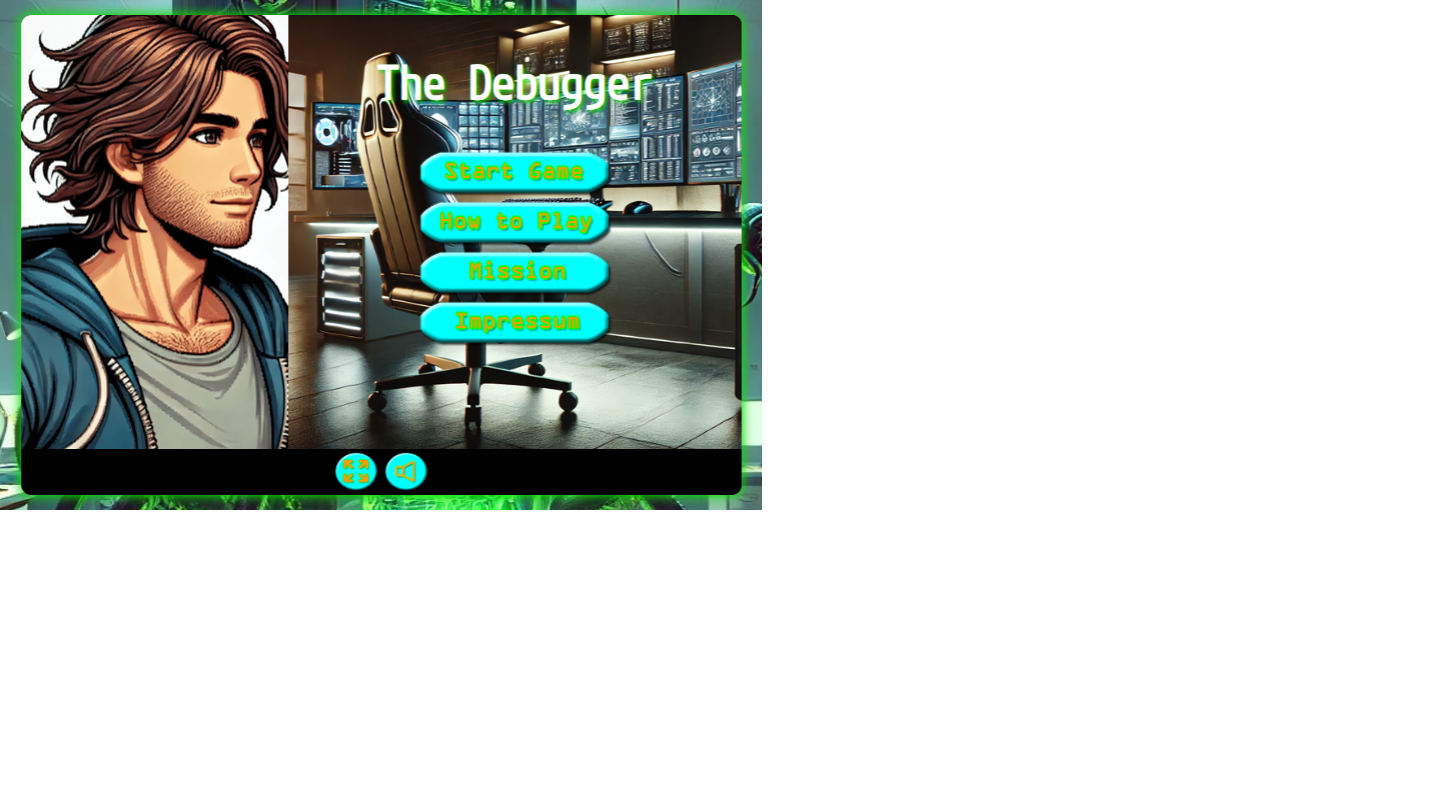 The Debugger
Start Game
How to Play
Mission
Impressum